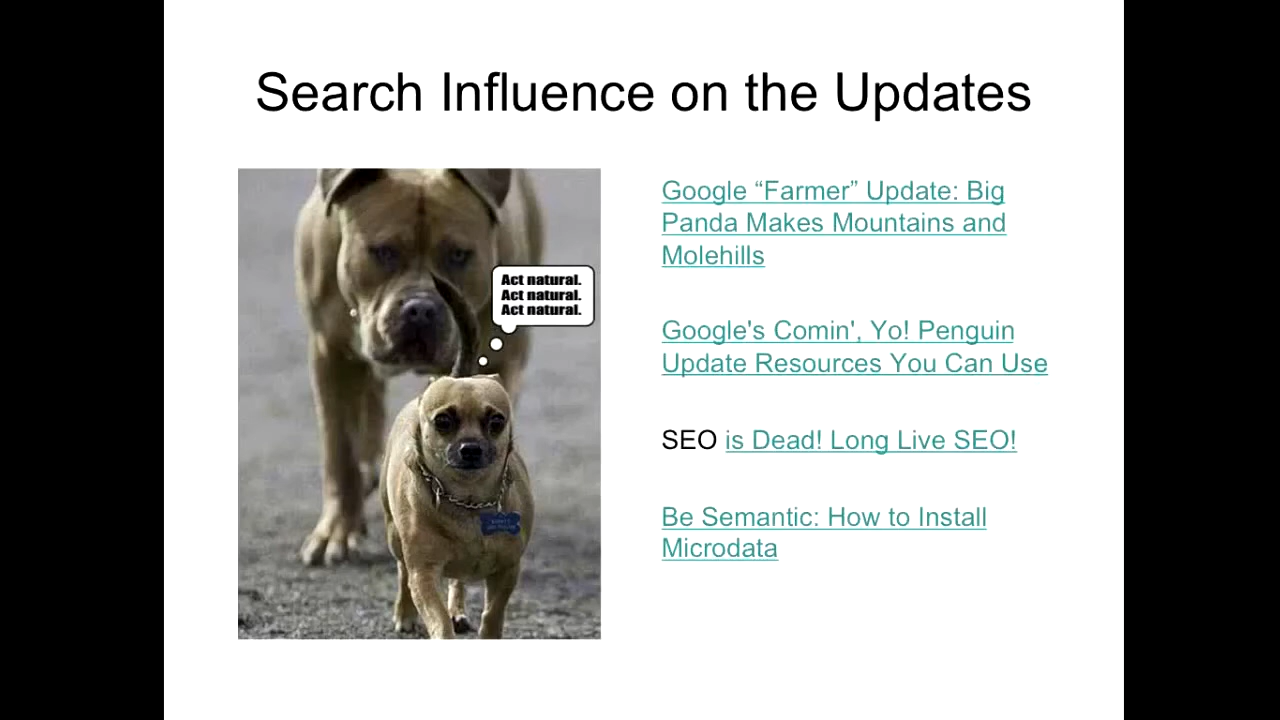 Search Influence on the Updates
Act natural.
Act natural.
Act natural.
Google “Farmer” Update: Big
Panda Makes Mountains and
Molehills
Google's Comin', Yo! Penguin
Update Resources You Can Use
SEO is Dead! Long Live SEO!
Be Semantic: How to Install
Microdata